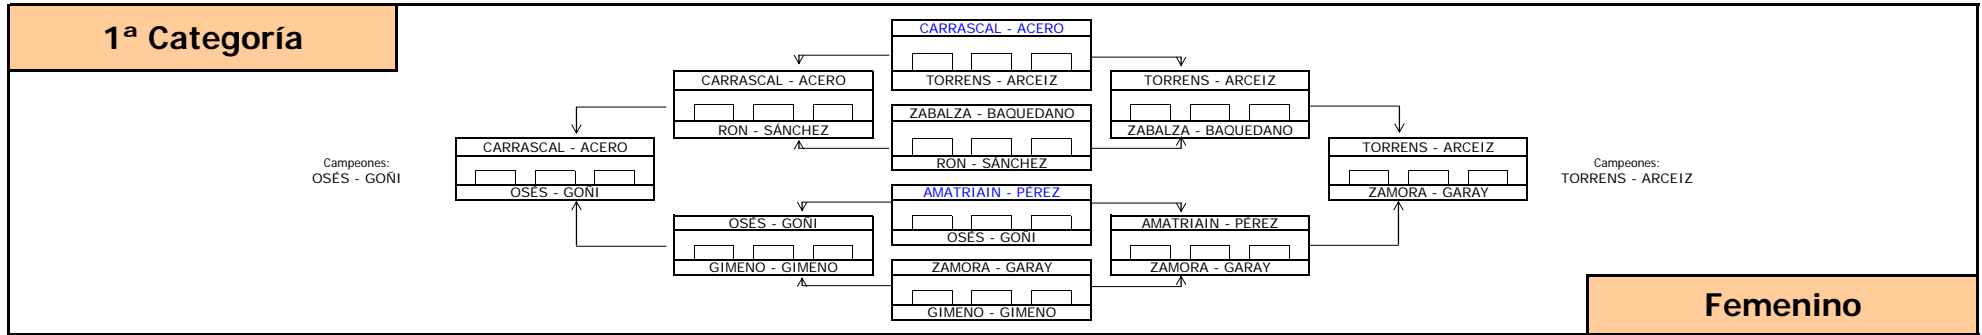 1ª Categoría
CARRASCAL - ACERO
TORRENS - ARCEIZ
CARRASCAL - ACERO
RON - SÁNCHEZ
TORRENS - ARCEIZ
ZABALZA - BAQUEDANO
ZABALZA - BAQUEDANO
RON - SÁNCHEZ
CARRASCAL - ACERO
OSÉS - GOÑI
TORRENS - ARCEIZ
ZAMORA - GARAY
Campeones:
OSÉS - GOÑI
Campeones:
TORRENS - ARCEIZ
AMATRIAIN - PÉREZ
OSÉS - GOÑI
OSÉS - GOÑI
GIMENO - GIMENO
AMATRIAIN - PÉREZ
ZAMORA - GARAY
ZAMORA - GARAY
GIMENO - GIMENO
Femenino